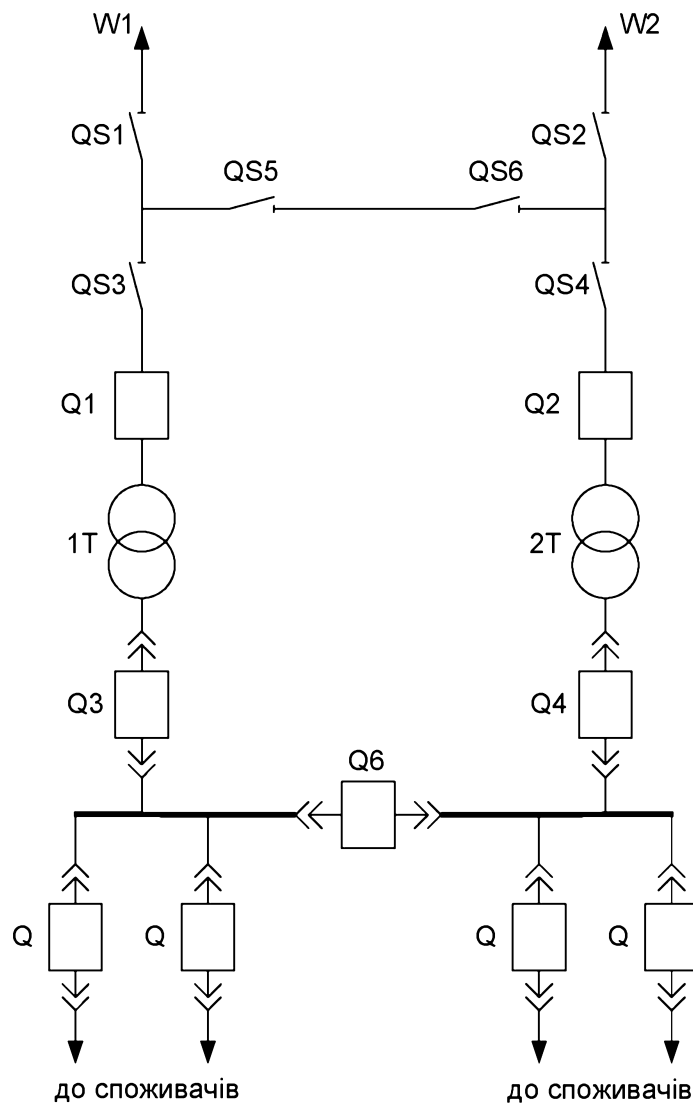 W1
W2
QS1
QS2
QS5
QS6
QS3
QS4
Q1
Q2
1T
2T
Q3
Q4
Q6
Q
Q
Q
Q
до споживачів
до споживачів